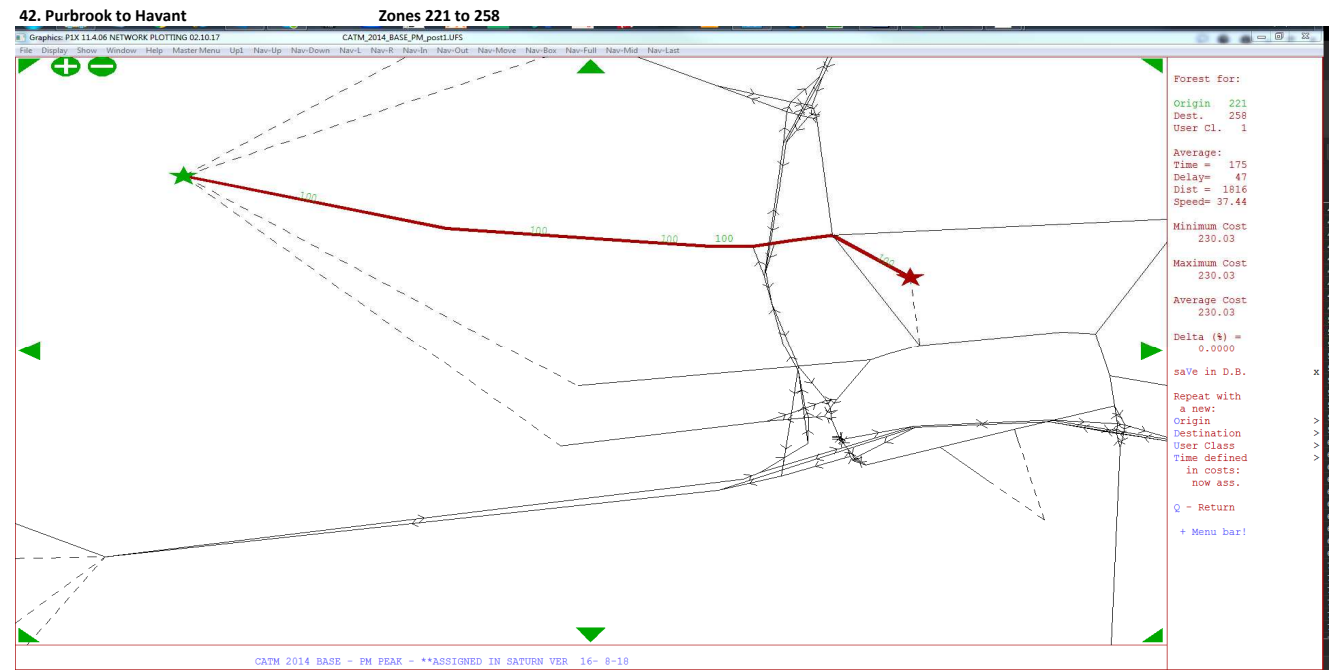 42. Purbrook to Havant Zones 221 to 258
Graphics: P1X 11.4.06 NETWORK PLOTTING 02.10.17 CATM_2014_BASE_PM_post1.UFS
File Display Show Window Help Master Menu Up1 Nav-Up Nav-Down Nav-L Nav-R Nav-In Nav-Out Nav-Move Nav-Box Nav-Full Nav-Mid Nav-Last
Forest for:
Origin 221
Dest. 258
User Cl. 1
Average:
Time = 175
Delay= 47
Dist = 1816
Speed= 37.44
Minimum Cost
230.03
Maximum Cost
230.03
Average Cost
230.03
Delta (%) =
0.0000
saVe in D.B. x
Repeat with
a new:
Origin >
Destination >
User Class >
Time defined >
in costs:
now ass.
Q - Return
+ Menu bar!
100
100
100
100
100
CATM 2014 BASE - PM PEAK - **ASSIGNED IN SATURN VER 16- 8-18